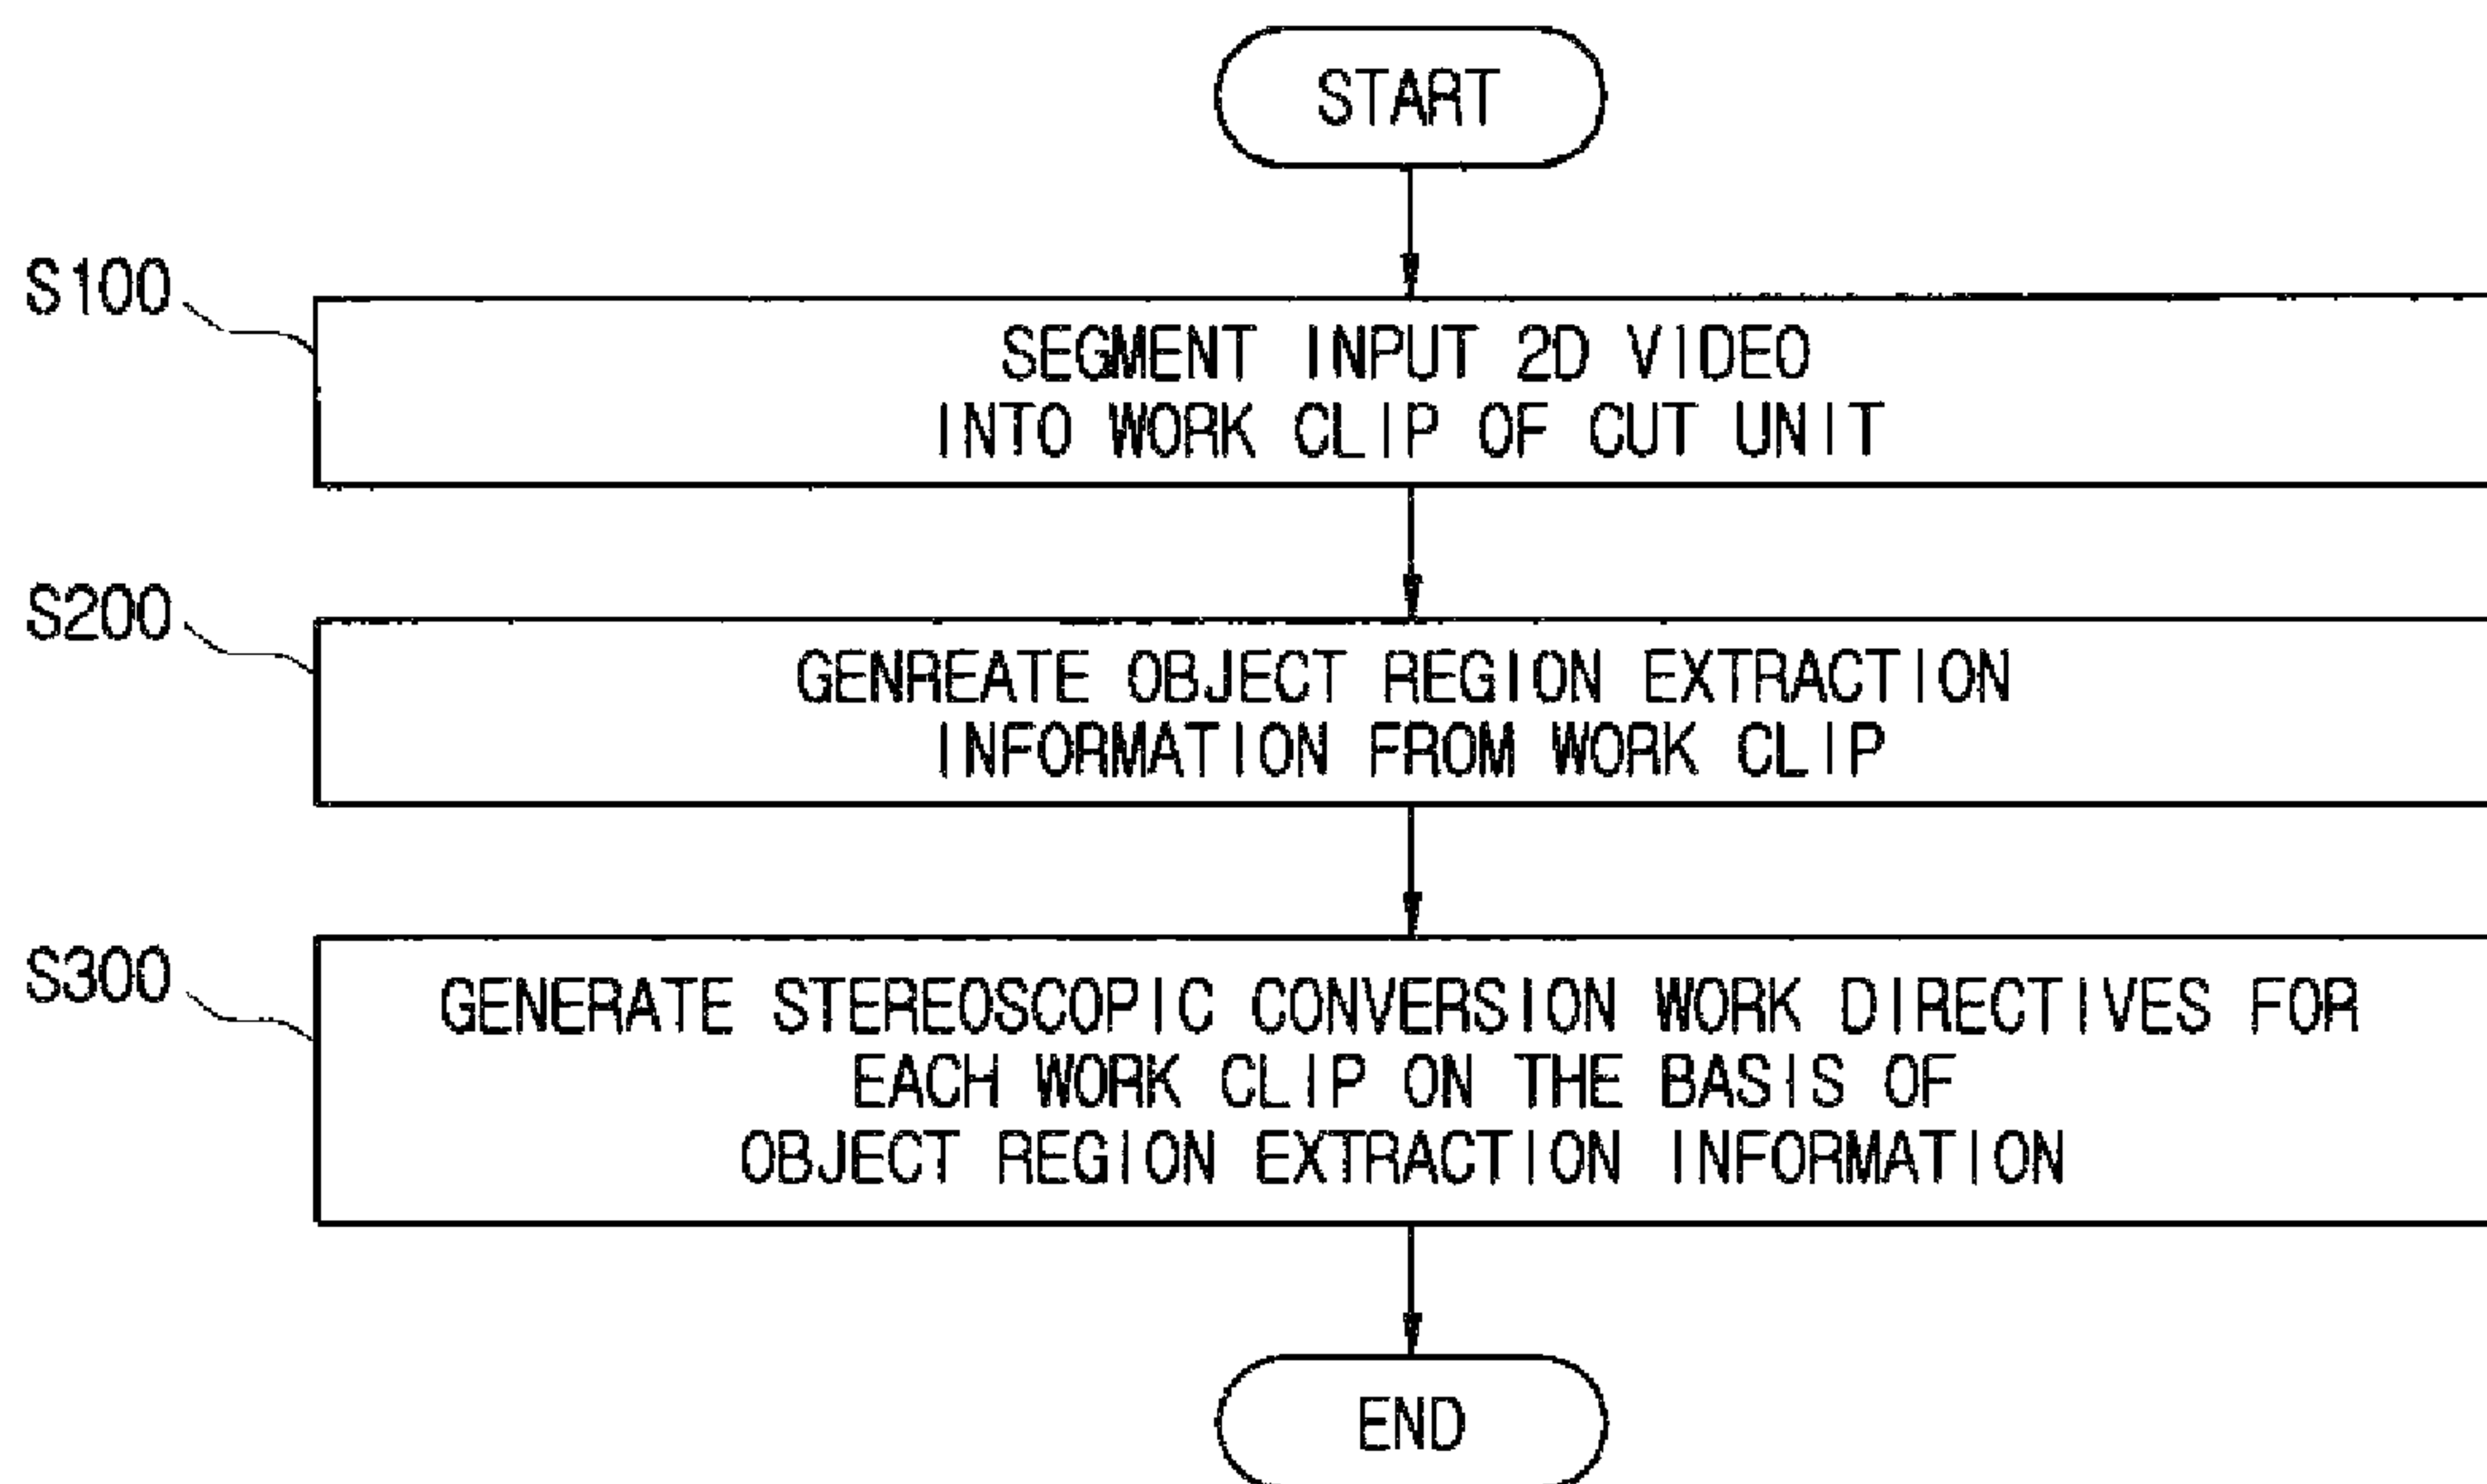 START
S100
SEGMENT INPUT 2D VIDEO
INTO WORK CLIP OF CUT UNIT
S200
GENREATE OBJECT REGION EXTRACTION
INFORMATION FROM WORK CLIP
S300
GENERATE STEREOSCOPIC CONVERSION WORK DIRECTIVES FOR
EACH WORK CLIP ON THE BASIS OF
OBJECT REGION EXTRACTION INFORMATION
END